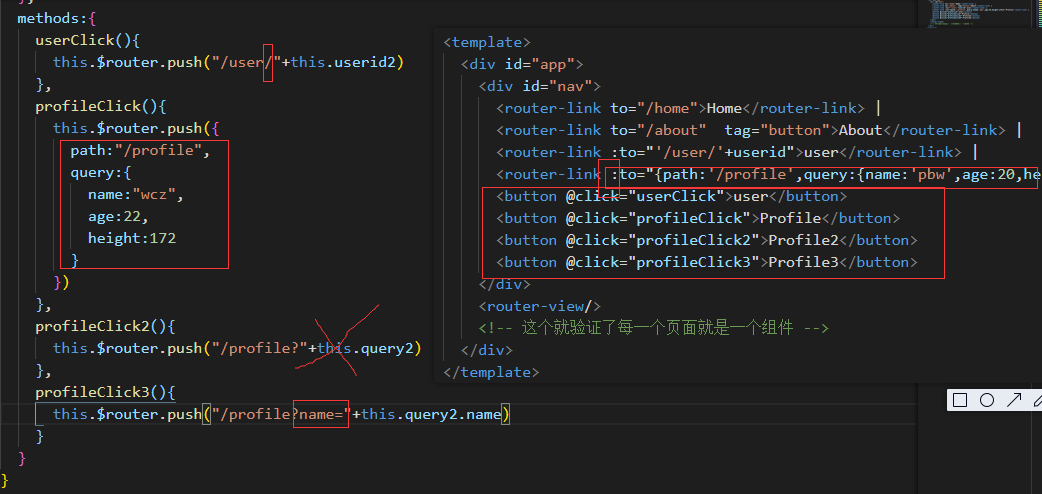 },
methods:{
userClick(){
this.$router.push("/user/"+this.userid2)
},
profileClick(){
this.$router.push({
path:"/profile",
query:{
name:"wcz",
age:22,
height:172
}
})
},
profileClick2(){
this.$router.push("/profile?"+this.query2)
},
profileClick3(){
this.$router.push("/profile?name="+this.query2.name)
}
}
}
<template>
<div id="app">
<div id="nav">
<router-link to="/home">Home</router-link> |
<router-link to="/about"  tag="button">About</router-link> |
<router-link :to="'/user/'+userid">user</router-link> |
<router-link :to="{path:'/profile',query:{name:'pbw',age:20,he
<button @click="userClick">user</button>
<button @click="profileClick">Profile</button>
<button @click="profileClick2">Profile2</button>
<button @click="profileClick3">Profile3</button>
</div>
<router-view/>
<!-- 这个就验证了每一个页面就是一个组件 -->
</div>
</template>